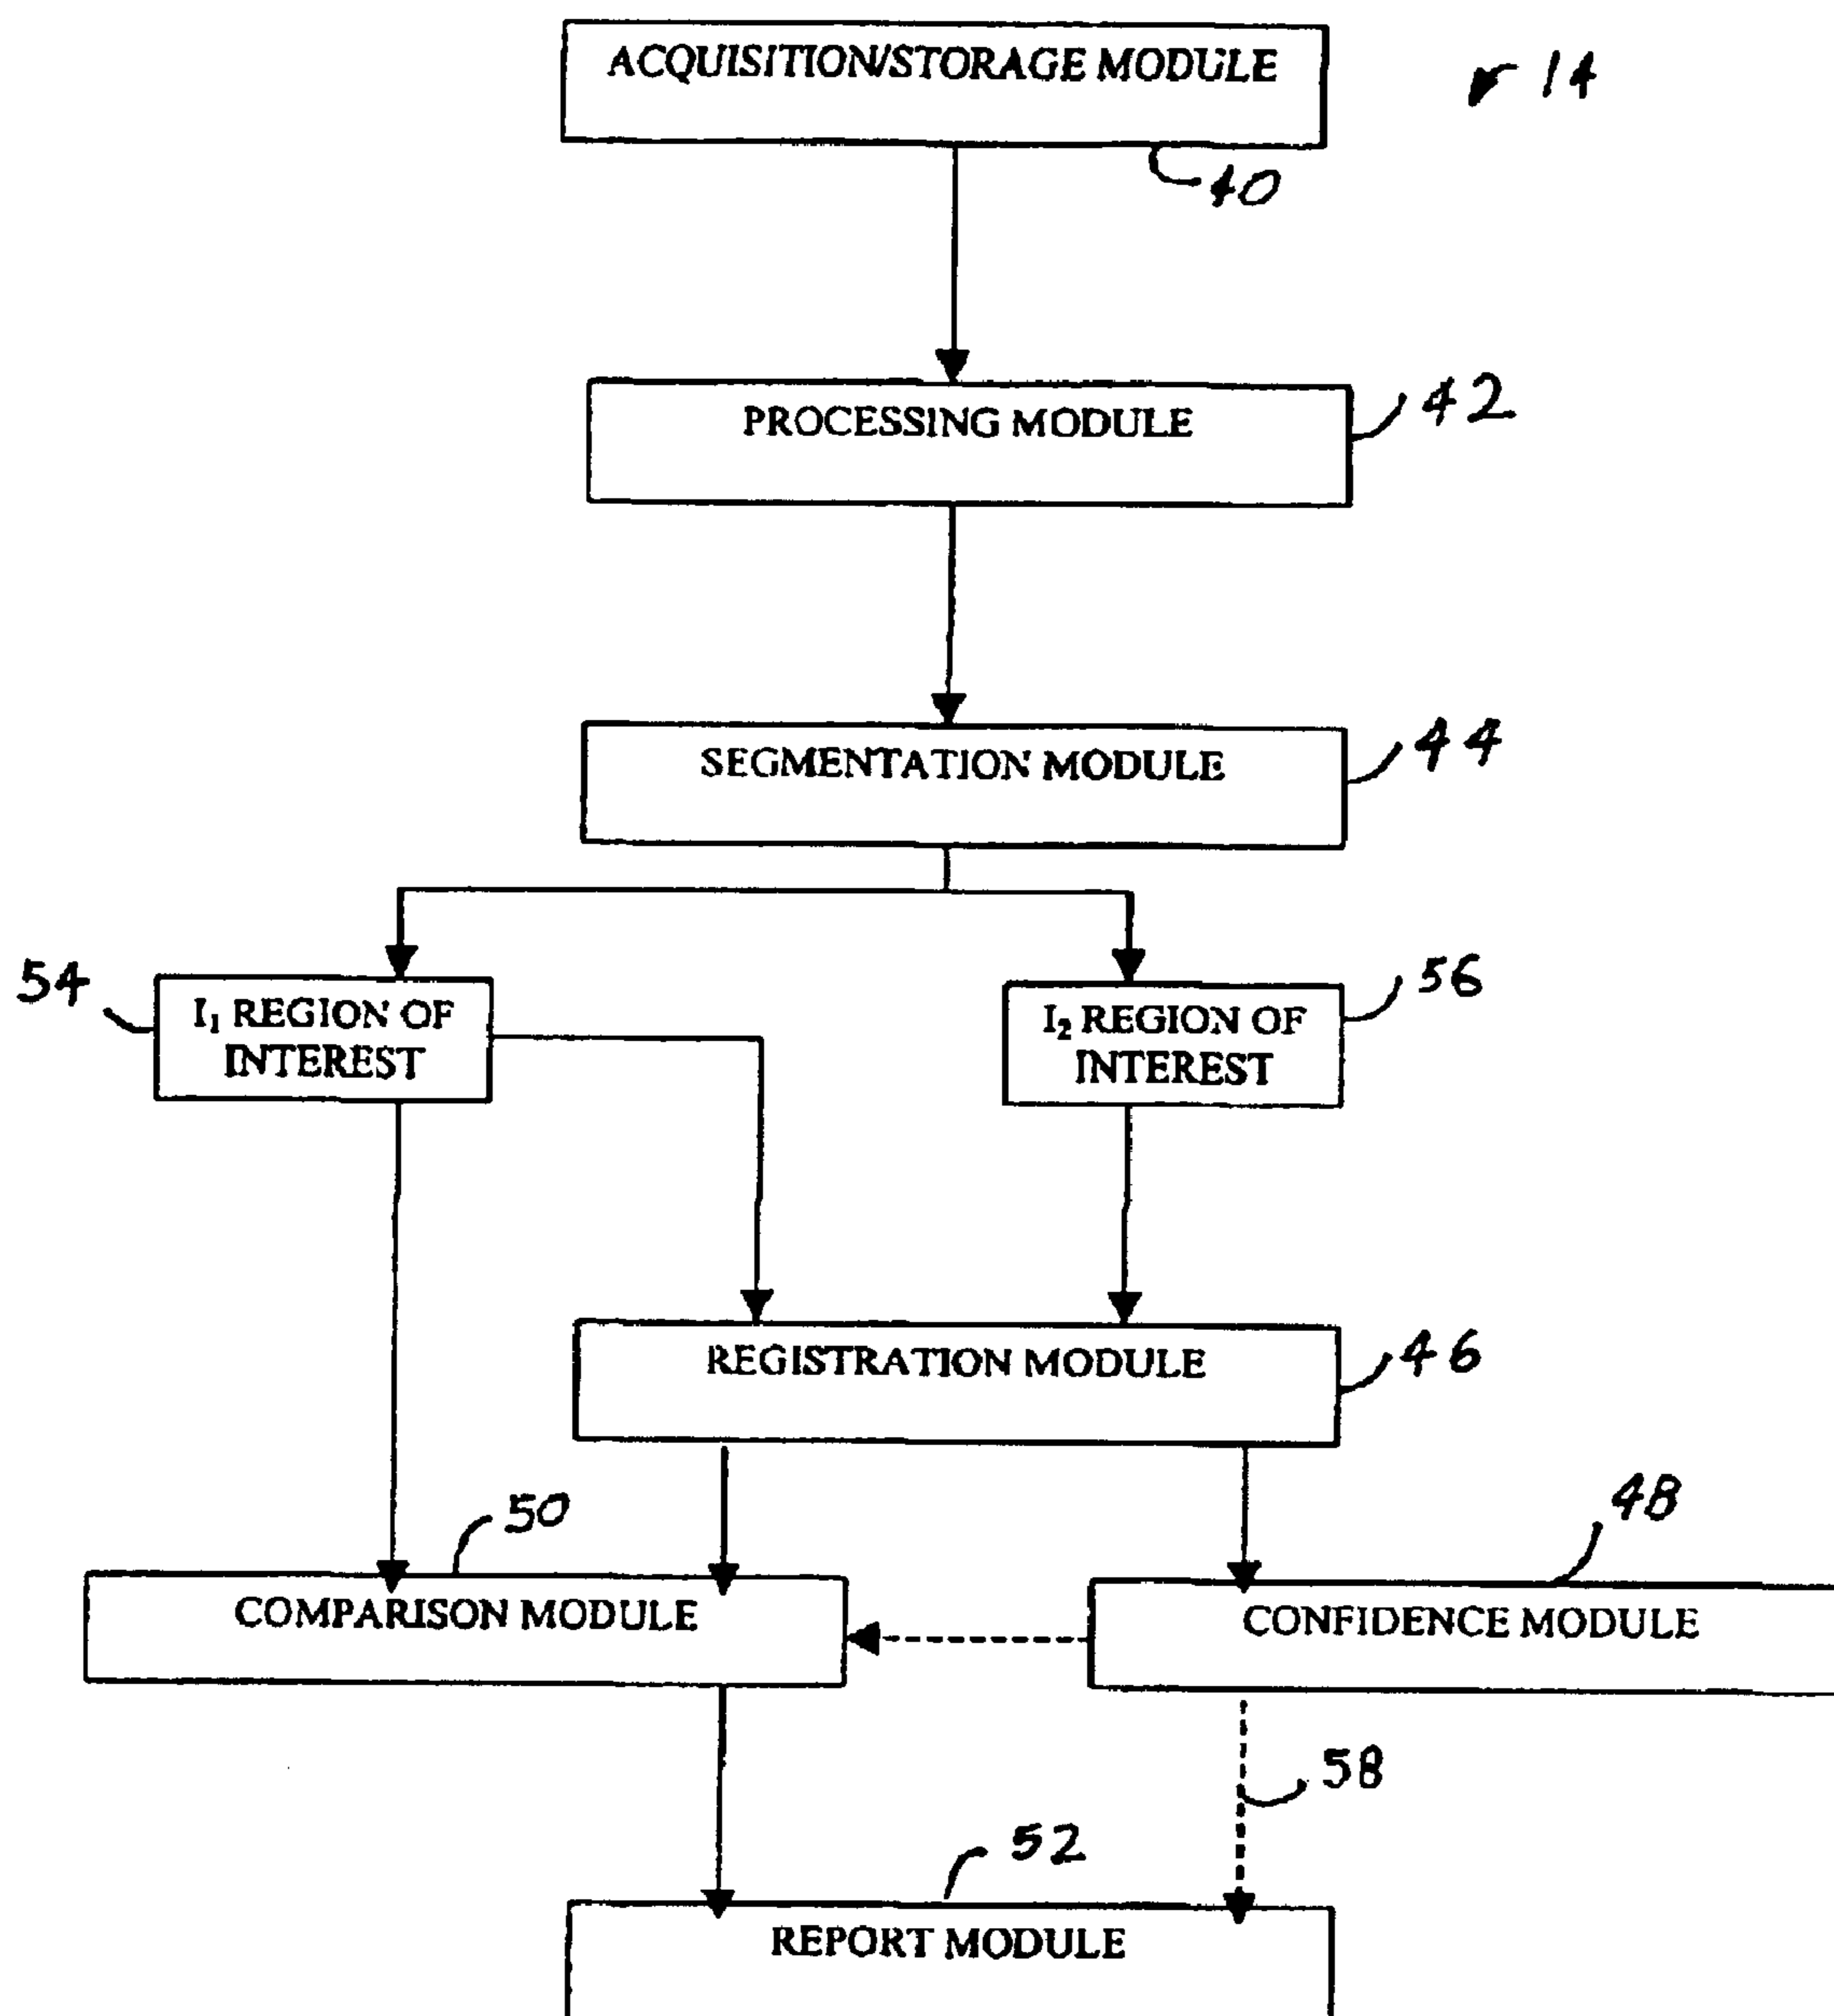 ACQUISITION/STORAGE MODULE
14
40
PROCESSING MODULE
42
SEGMENTATION MODULE
44
54
I₁ REGION OF
INTEREST
I₂ REGION OF
INTEREST
56
REGISTRATION MODULE
46
50
48
COMPARISON MODULE
CONFIDENCE MODULE
58
52
REPORT MODULE